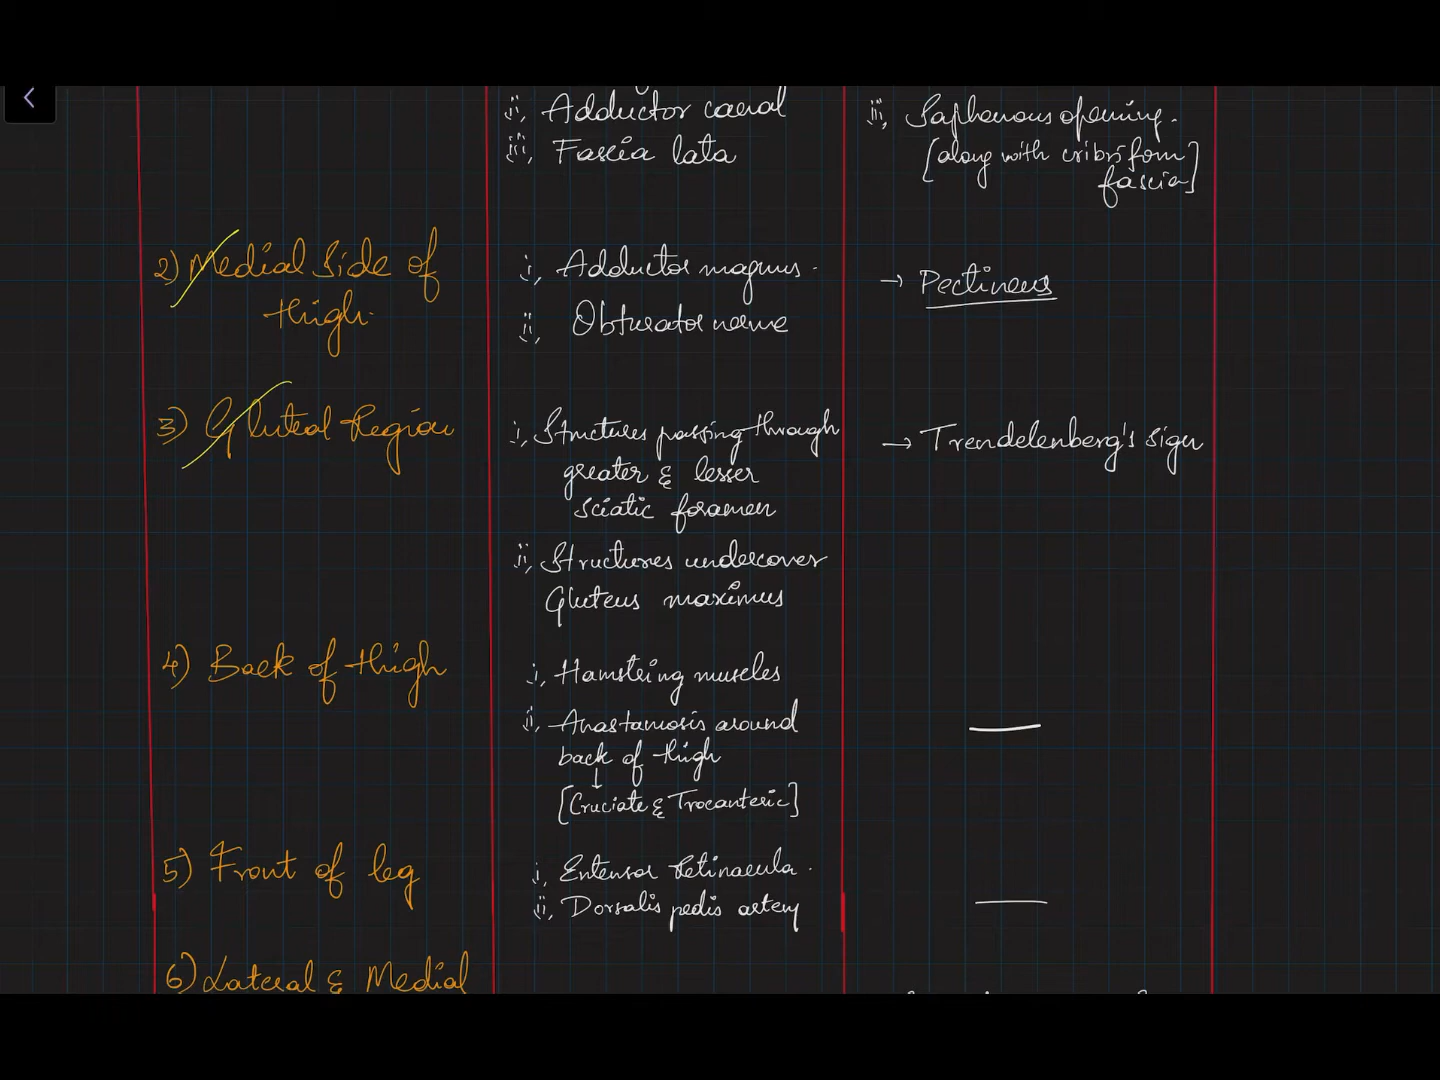 ii, Adductor canal
iii, Fascia lata
iii, Saphenous opening.
[along with cribriform
fascia]
2) Medial Side of
thigh.
i, Adductor magnus.
ii, Obturator nerve
→ Pectineus
3) Gluteal Region
i, Structures passing through
greater & lesser
sciatic foramen
ii, Structures undercover
Gluteus maximus
→ Trendelenberg's sign
4) Back of thigh
i, Hamstring muscles
ii, Anastamosis around
back of thigh
↓
[Cruciate & Trocanteric]
—
5) Front of leg
i, Extensor Retinacula.
ii, Dorsalis pedis artery
—
6) Lateral & Medial